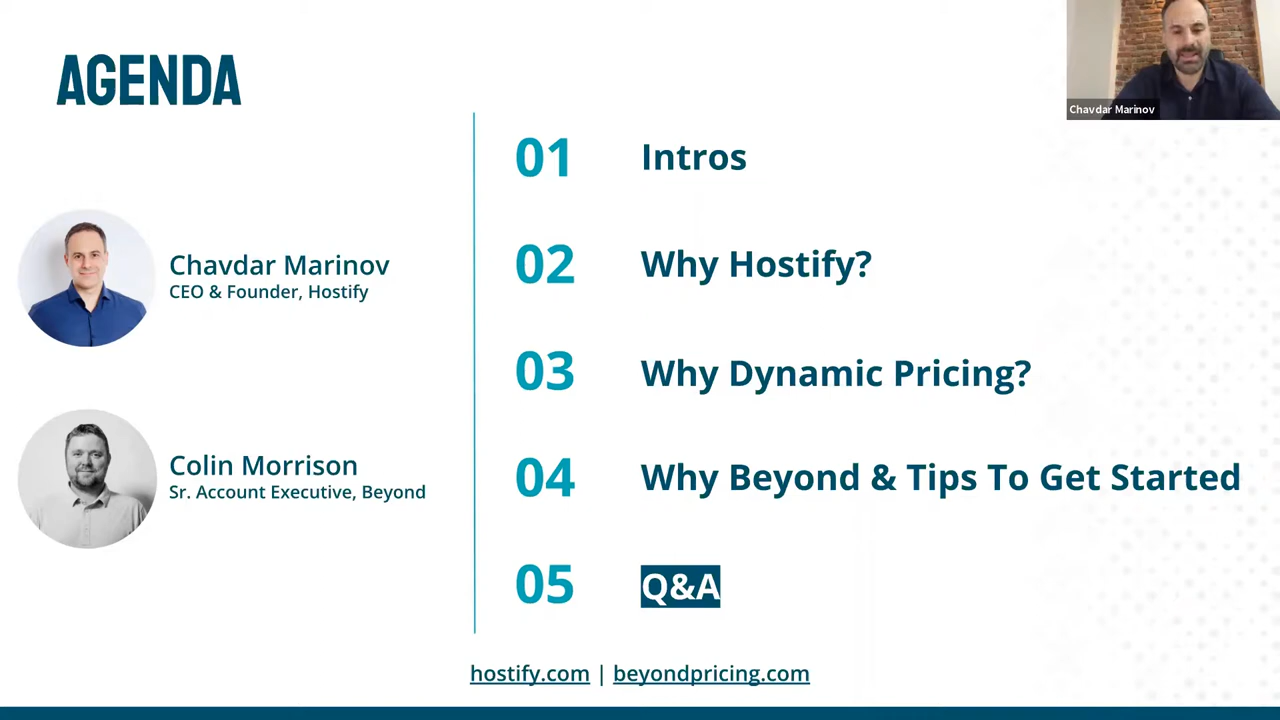 AGENDA
Chavdar Marinov
01 Intros
02 Why Hostify?
Chavdar Marinov
CEO & Founder, Hostify
03 Why Dynamic Pricing?
Colin Morrison
Sr. Account Executive, Beyond
04 Why Beyond & Tips To Get Started
05 Q&A
hostify.com | beyondpricing.com